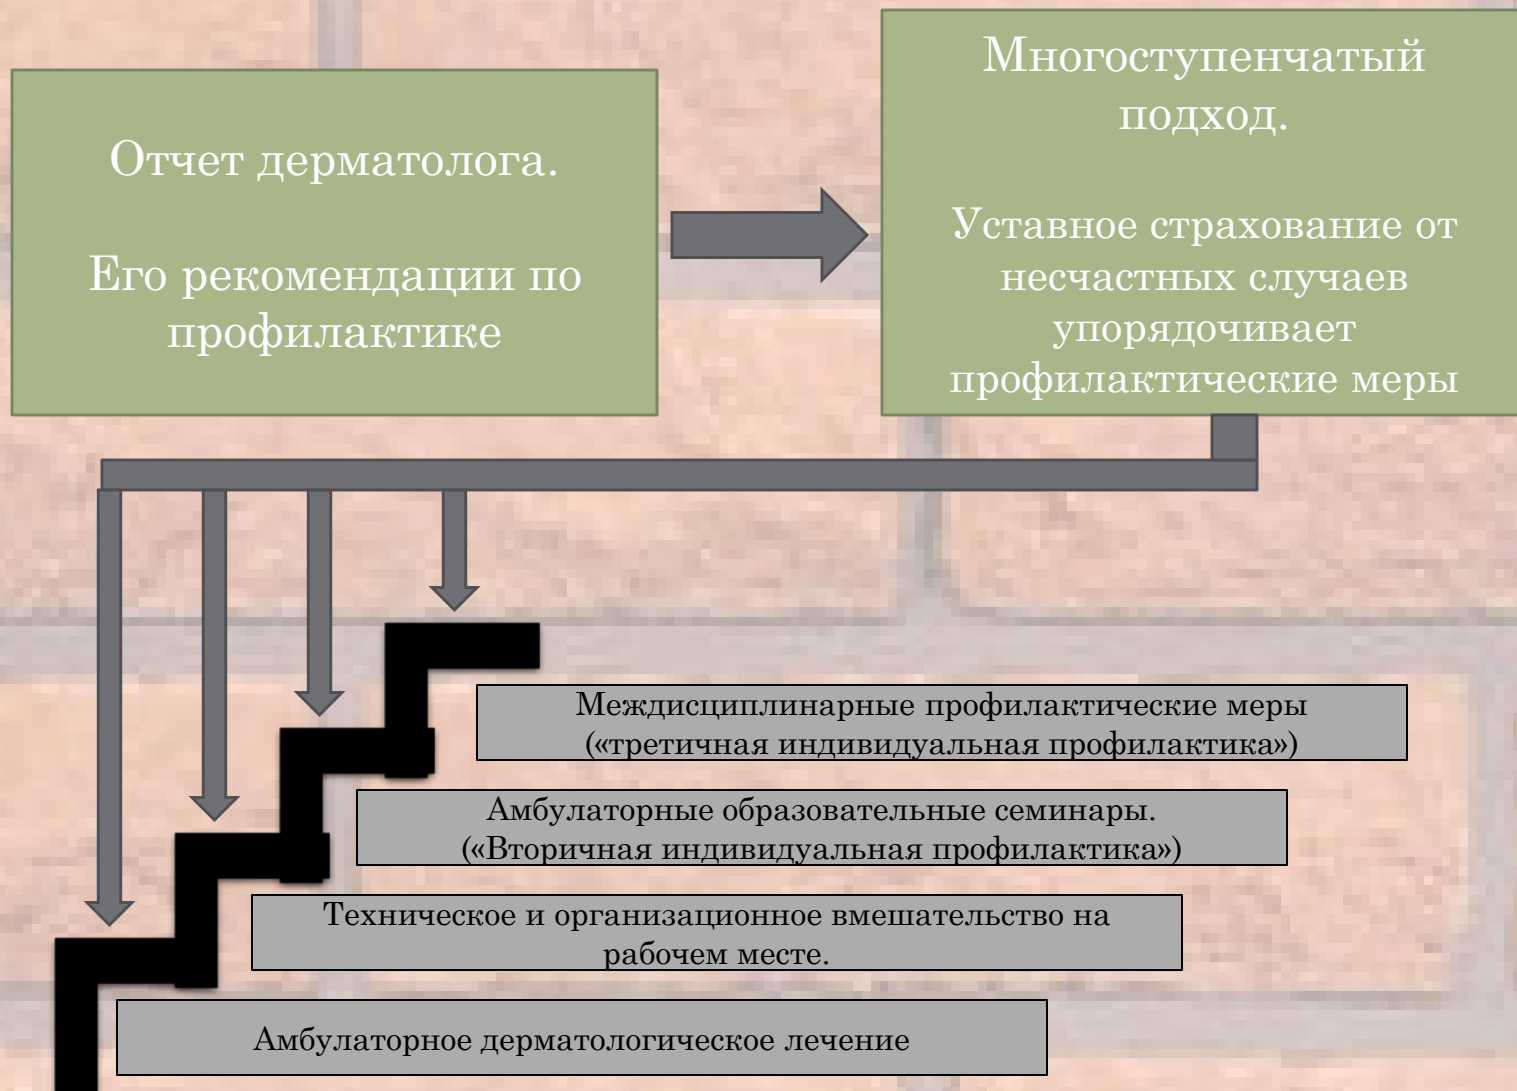 Отчет дерматолога.
Его рекомендации по
профилактике
Многоступенчатый
подход.
Уставное страхование от
несчастных случаев
упорядочивает
профилактические меры
Междисциплинарные профилактические меры
(«третичная индивидуальная профилактика»)
Амбулаторные образовательные семинары.
(«Вторичная индивидуальная профилактика»)
Техническое и организационное вмешательство на
рабочем месте.
Амбулаторное дерматологическое лечение